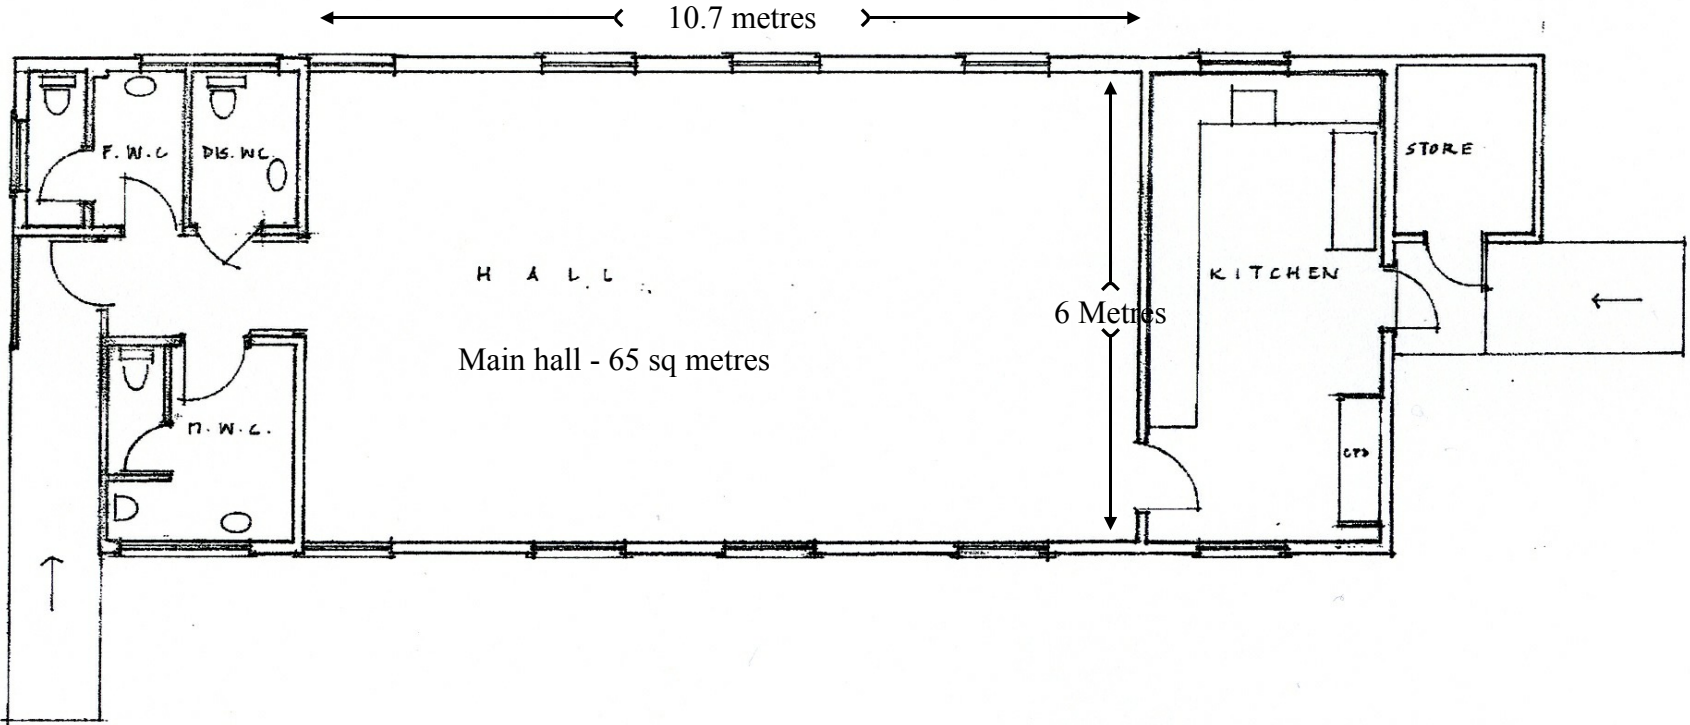 10.7 metres
F.W.C
DIS. WC.
STORE
H A L L
KITCHEN
6 Metres
Main hall - 65 sq metres
M.W.C.
CPD